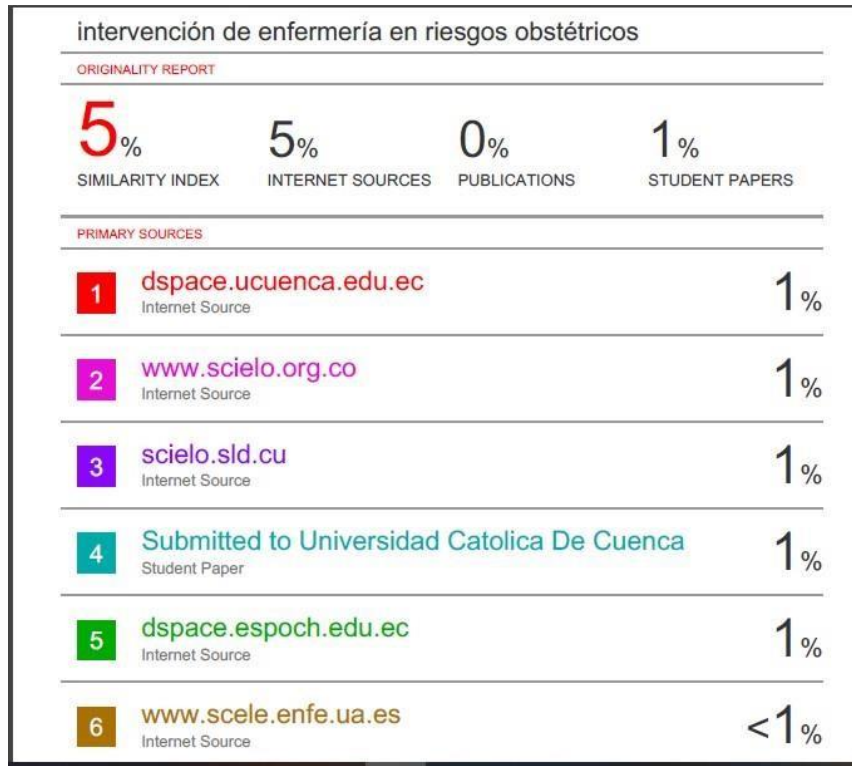 intervención de enfermería en riesgos obstétricos
ORIGINALITY REPORT
5% 5% 0% 1%
SIMILARITY INDEX INTERNET SOURCES PUBLICATIONS STUDENT PAPERS
PRIMARY SOURCES
1 dspace.ucuenca.edu.ec 1%
Internet Source
2 www.scielo.org.co 1%
Internet Source
3 scielo.sld.cu 1%
Internet Source
4 Submitted to Universidad Catolica De Cuenca 1%
Student Paper
5 dspace.espoch.edu.ec 1%
Internet Source
6 www.scele.enfe.ua.es <1%
Internet Source